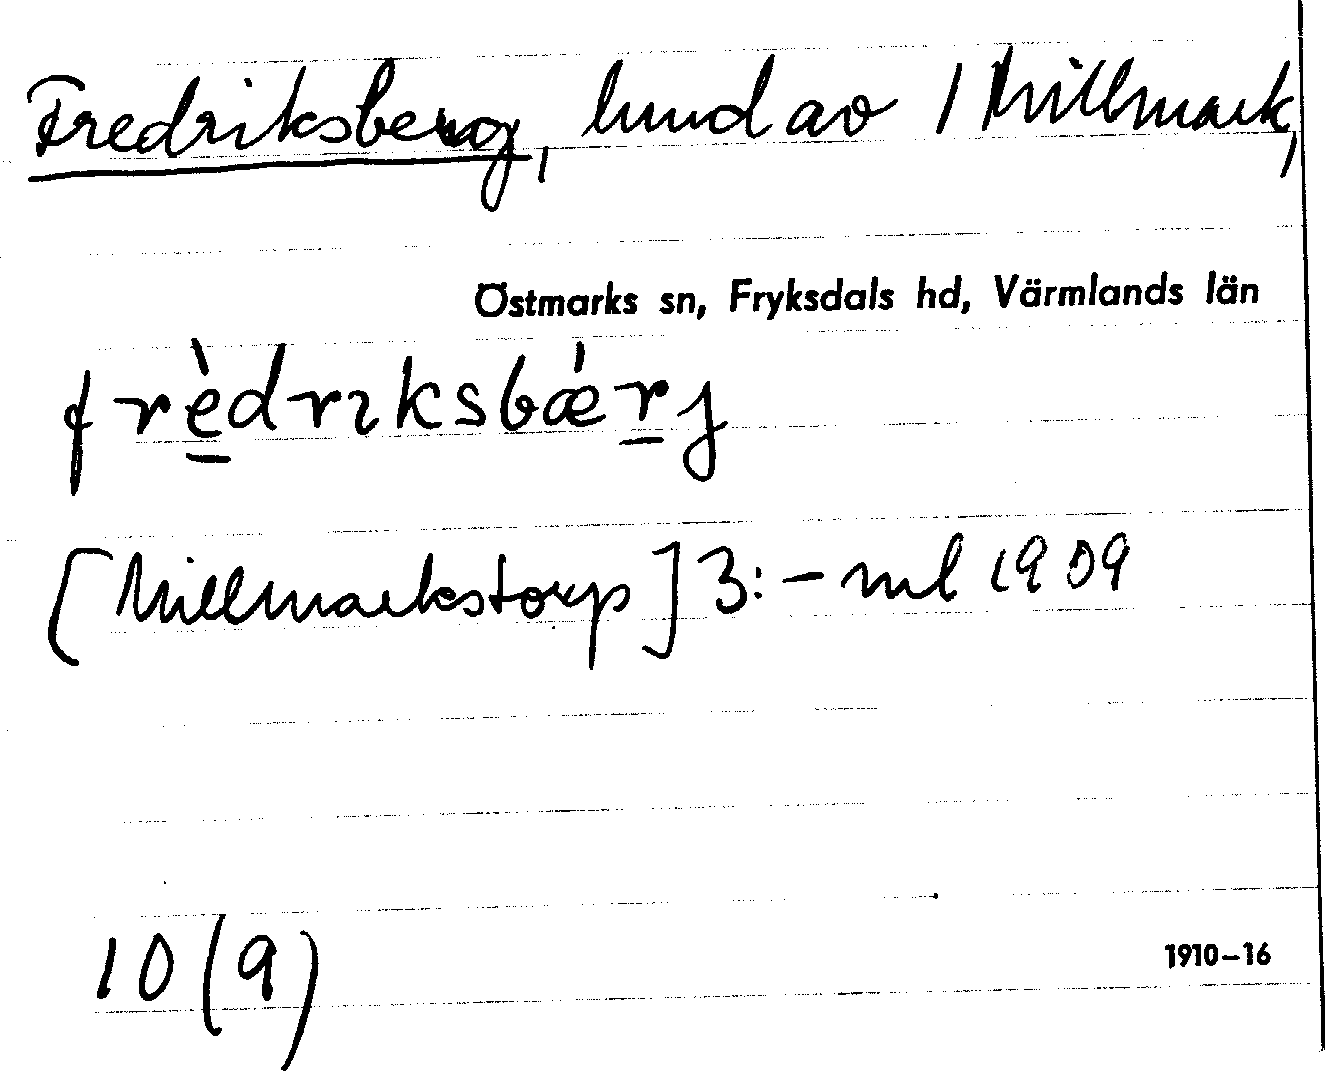 Fredriksberg, lund av 1 Millmark,
Östmarks sn, Fryksdals hd, Värmlands län
frèdrɩksbǽrj
[Millmarkstorp] 3:- ml 1909
10 (9)
1910-16